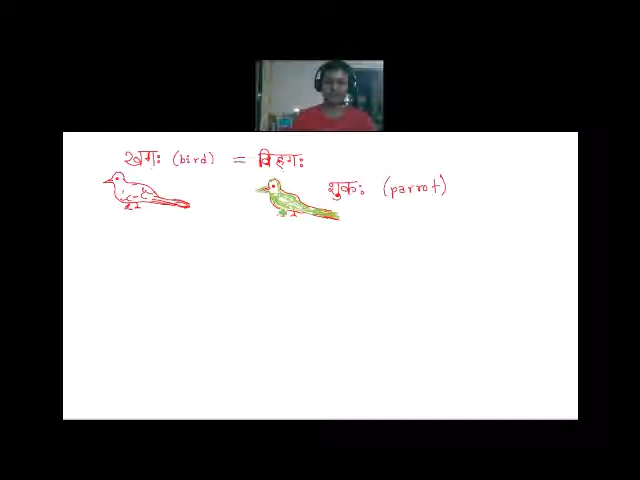 खगः (bird) = विहगः
शुकः (parrot)